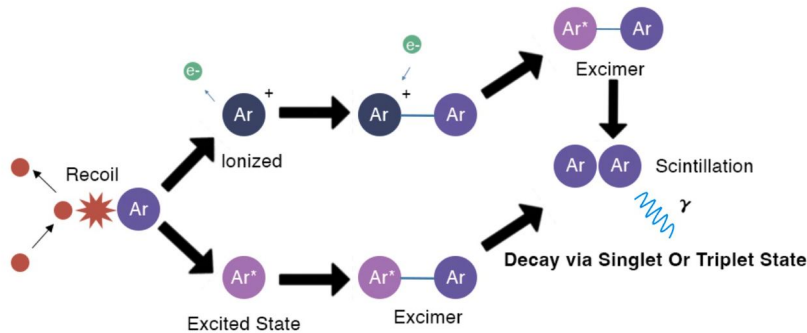 Ar* Ar
Excimer
e-
e-
Ar +
Ar + Ar
Ionized
Recoil
Ar
Ar Ar
Scintillation
γ
Decay via Singlet Or Triplet State
Ar*
Ar* Ar
Excited State
Excimer